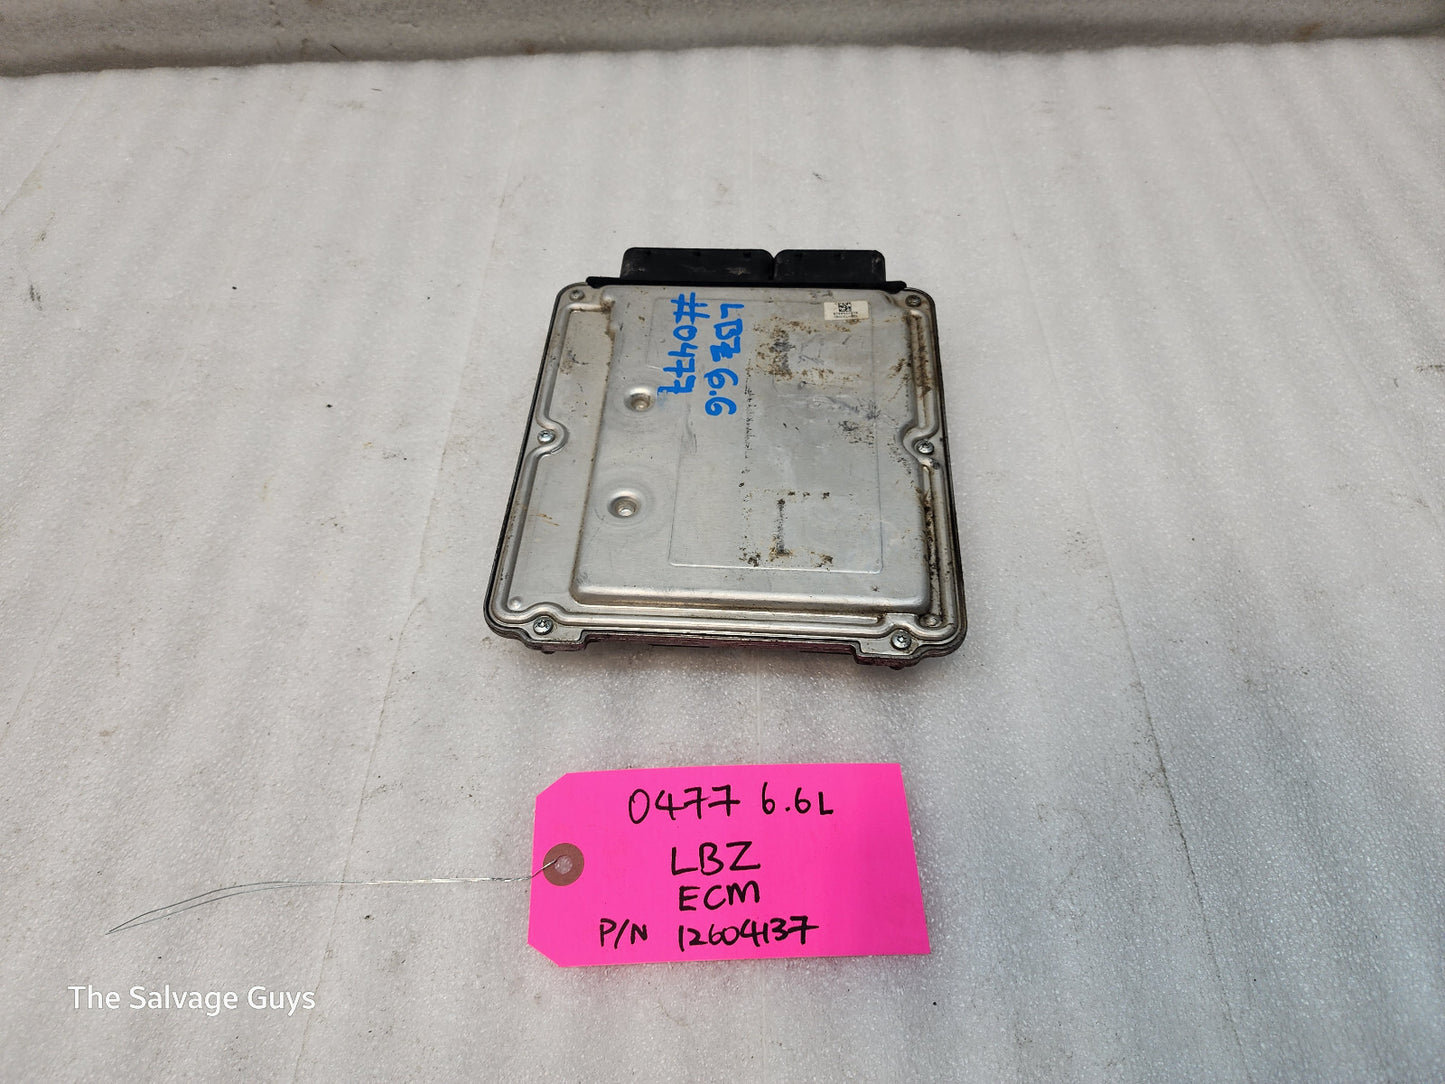 LBZ 6.6
#0477
0477 6.6L
LBZ
ECM
P/N 12604137
The Salvage Guys